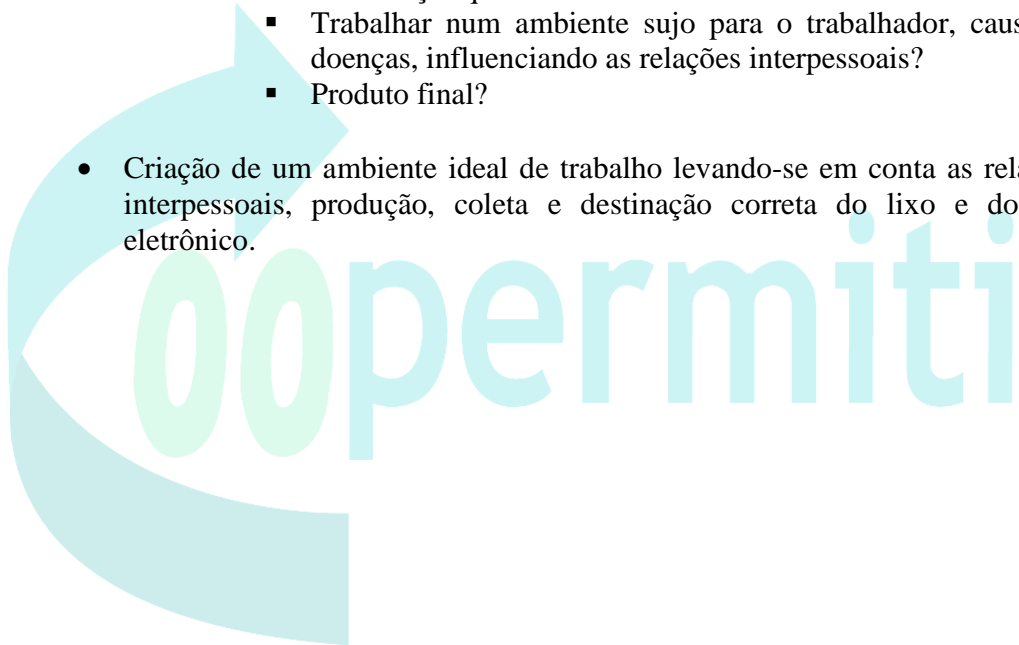 Trabalhar num ambiente sujo para o trabalhador, caus
doenças, influenciando as relações interpessoais?
Produto final?
Criação de um ambiente ideal de trabalho levando-se em conta as rel
interpessoais, produção, coleta e destinação correta do lixo e do
eletrônico.
oopermiti